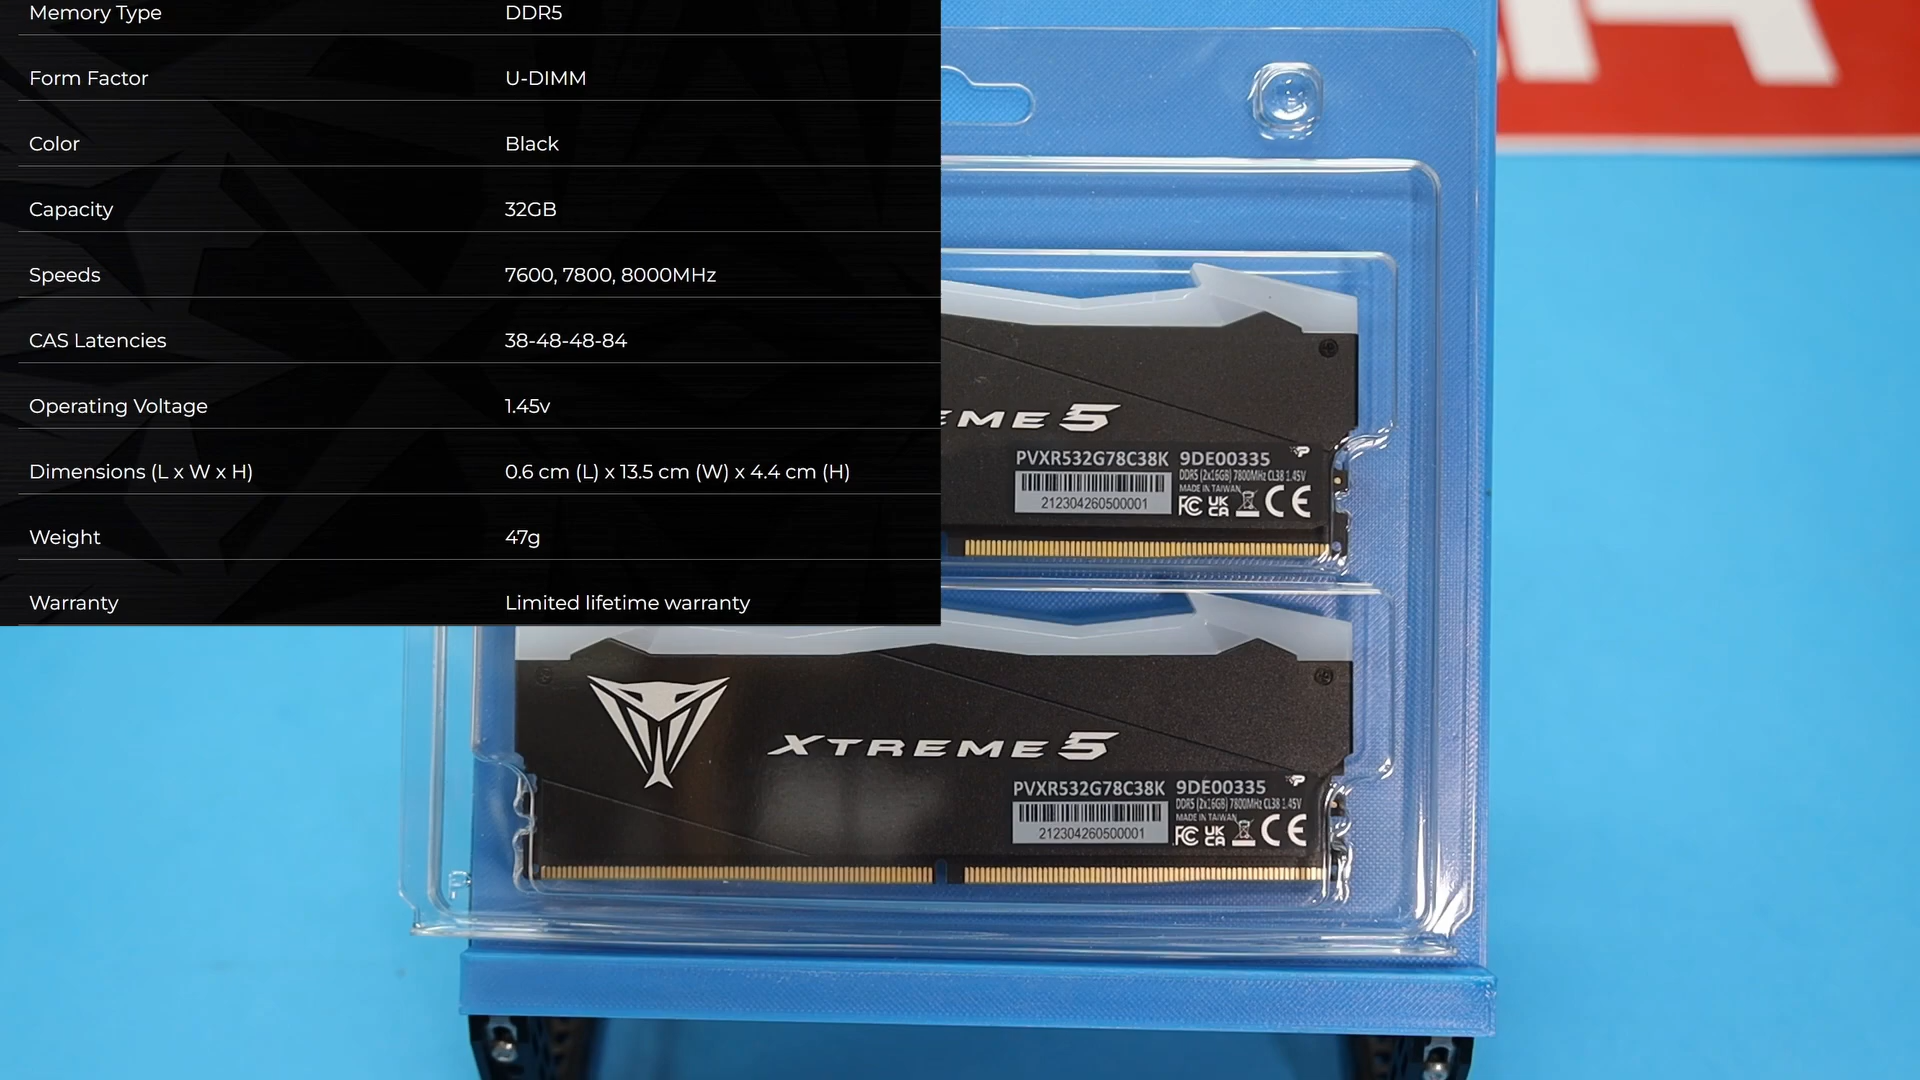 Memory Type DDR5
Form Factor U-DIMM
Color Black
Capacity 32GB
Speeds 7600, 7800, 8000MHz
CAS Latencies 38-48-48-84
Operating Voltage 1.45v
Dimensions (L x W x H) 0.6 cm (L) x 13.5 cm (W) x 4.4 cm (H)
Weight 47g
Warranty Limited lifetime warranty
EME 5
PVXR532G78C38K 9DE00335
DDR5 (2x16GB) 7800MHz CL38 1.45V
MADE IN TAIWAN
212304260500001
FC UK CA CE
XTREME 5
PVXR532G78C38K 9DE00335
DDR5 (2x16GB) 7800MHz CL38 1.45V
MADE IN TAIWAN
212304260500001
FC UK CA CE